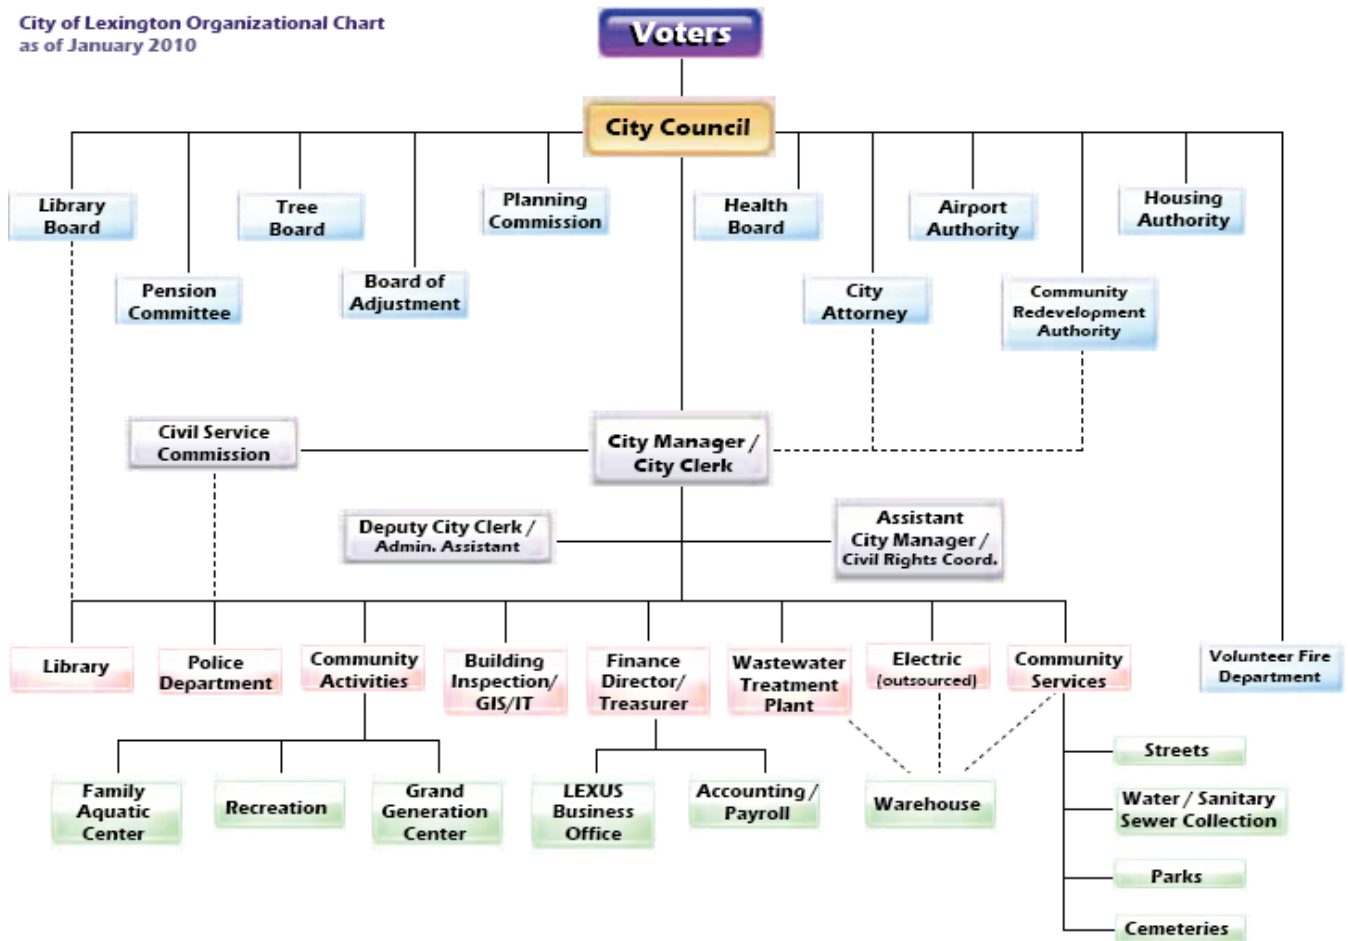 City of Lexington Organizational Chart
as of January 2010
Voters
City Council
Library
Board
Pension
Committee
Tree
Board
Board of
Adjustment
Planning
Commission
Health
Board
City
Attorney
Airport
Authority
Community
Redevelopment
Authority
Housing
Authority
Civil Service
Commission
City Manager /
City Clerk
Deputy City Clerk /
Admin. Assistant
Assistant
City Manager /
Civil Rights Coord.
Library
Police
Department
Community
Activities
Building
Inspection/
GIS/IT
Finance
Director/
Treasurer
Wastewater
Treatment
Plant
Electric
(outsourced)
Community
Services
Volunteer Fire
Department
Family
Aquatic
Center
Recreation
Grand
Generation
Center
LEXUS
Business
Office
Accounting /
Payroll
Warehouse
Streets
Water / Sanitary
Sewer Collection
Parks
Cemeteries